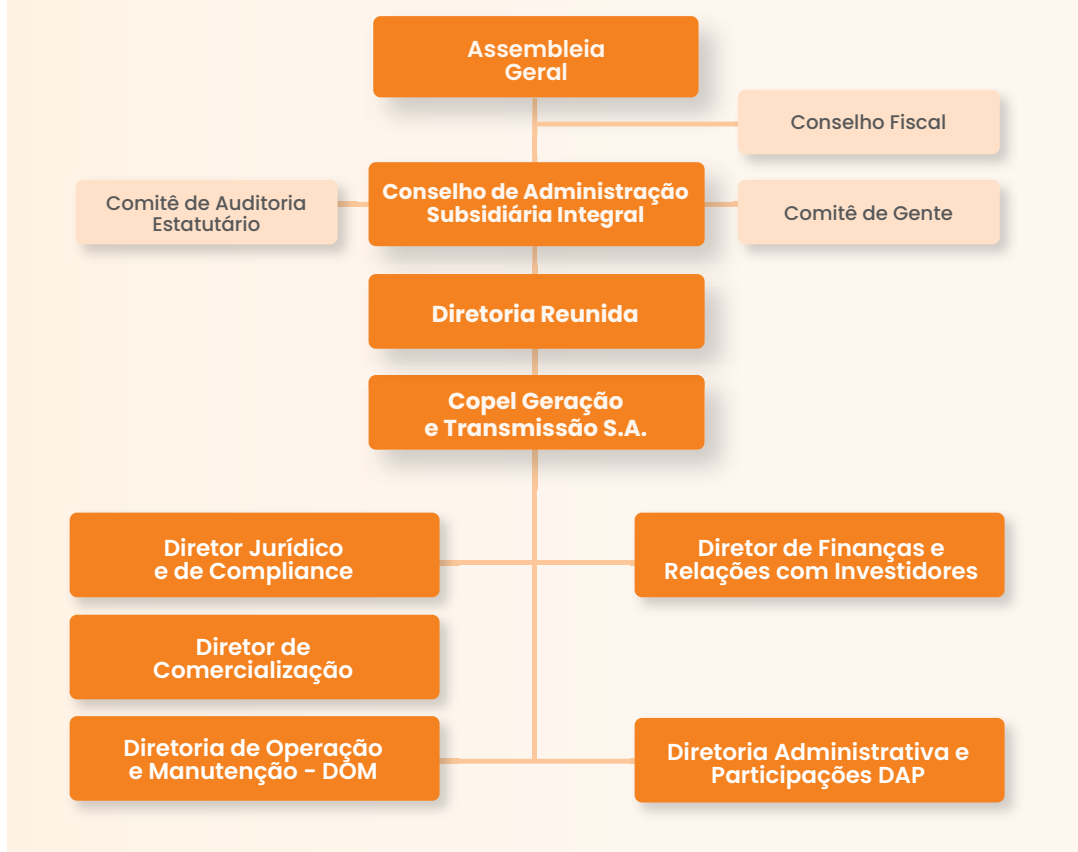 Assembleia
Geral
Conselho Fiscal
Comitê de Auditoria
Estatutário
Conselho de Administração
Subsidiária Integral
Comitê de Gente
Diretoria Reunida
Copel Geração
e Transmissão S.A.
Diretor Jurídico
e de Compliance
Diretor de Finanças e
Relações com Investidores
Diretor de
Comercialização
Diretoria de Operação
e Manutenção - DOM
Diretoria Administrativa e
Participações DAP